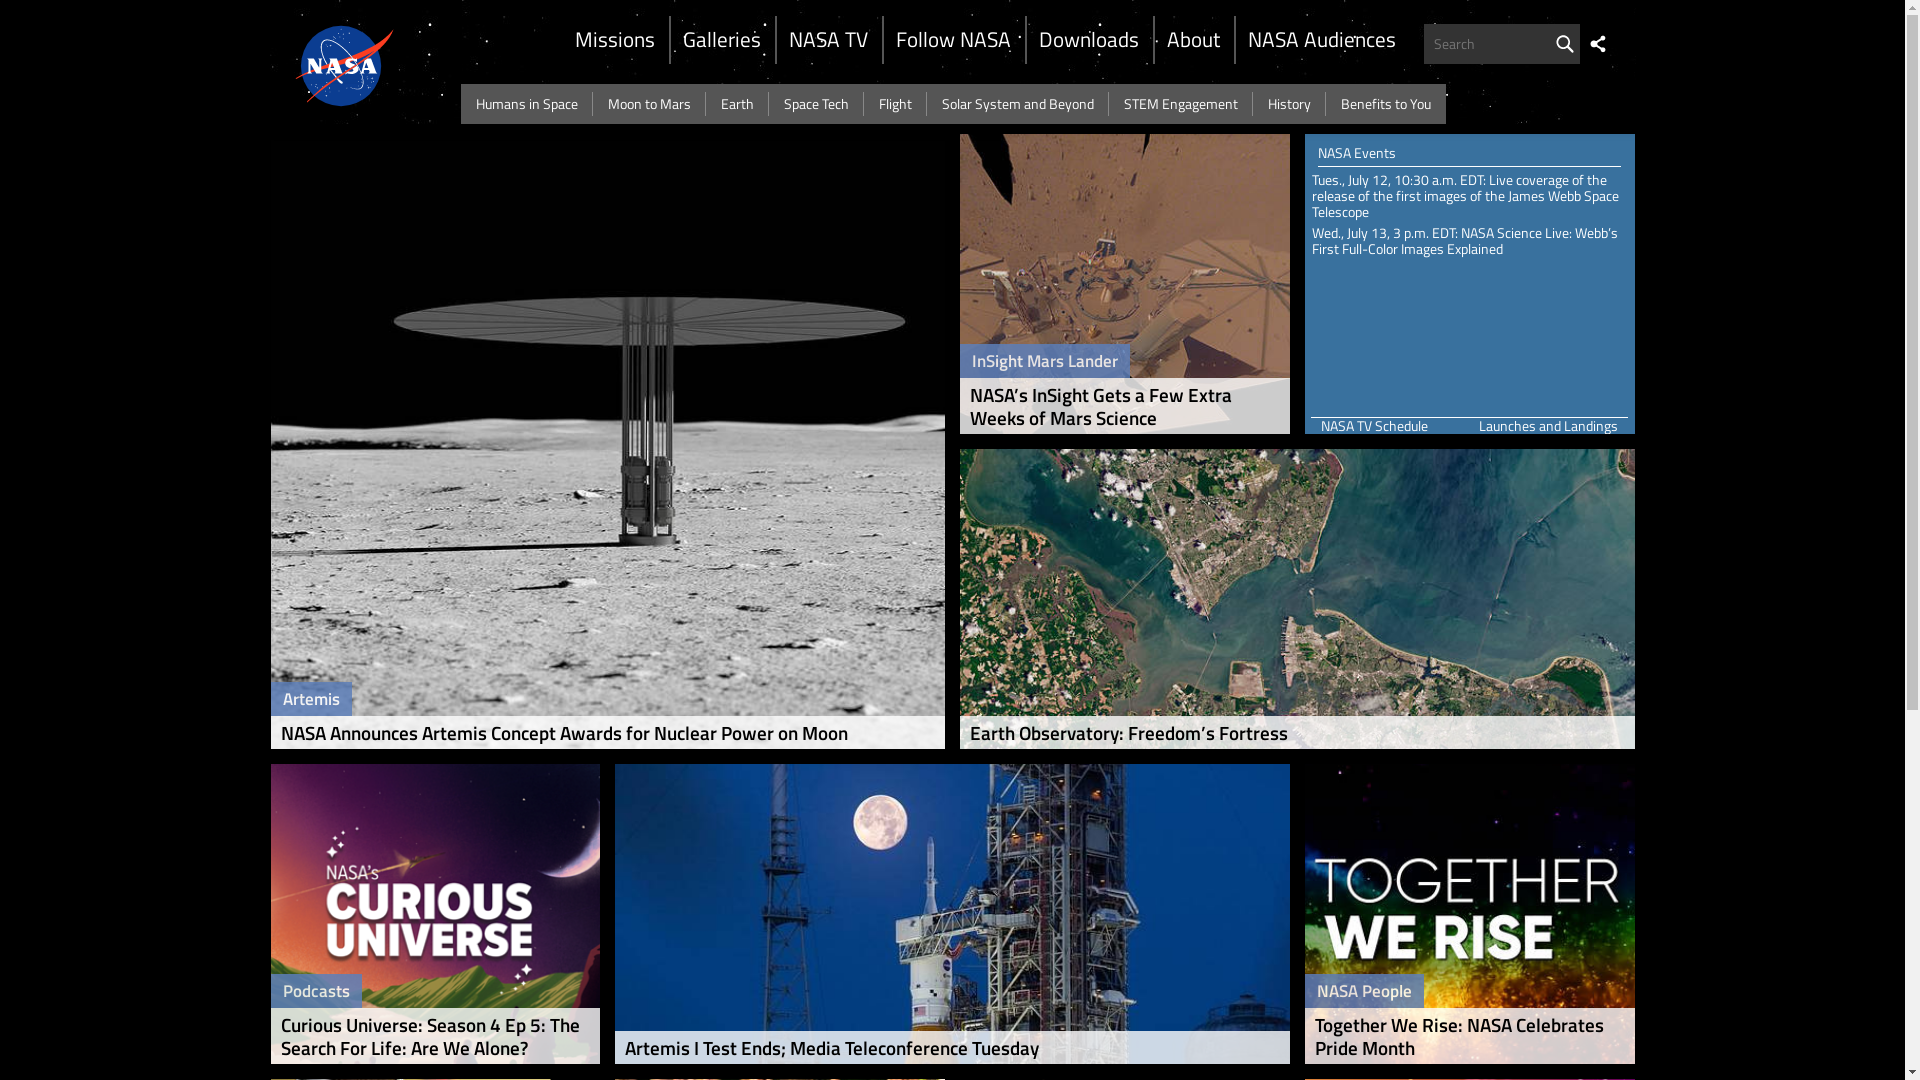 NASA
Missions
Galleries
NASA TV
Follow NASA
Downloads
About
NASA Audiences
Search
Humans in Space
Moon to Mars
Earth
Space Tech
Flight
Solar System and Beyond
STEM Engagement
History
Benefits to You
Artemis
NASA Announces Artemis Concept Awards for Nuclear Power on Moon
InSight Mars Lander
NASA’s InSight Gets a Few Extra
Weeks of Mars Science
NASA Events
Tues., July 12, 10:30 a.m. EDT: Live coverage of the
release of the first images of the James Webb Space
Telescope
Wed., July 13, 3 p.m. EDT: NASA Science Live: Webb’s
First Full-Color Images Explained
NASA TV Schedule
Launches and Landings
Earth Observatory: Freedom’s Fortress
NASA's
CURIOUS
UNIVERSE
Podcasts
Curious Universe: Season 4 Ep 5: The
Search For Life: Are We Alone?
Artemis I Test Ends; Media Teleconference Tuesday
TOGETHER
WE RISE
NASA People
Together We Rise: NASA Celebrates
Pride Month